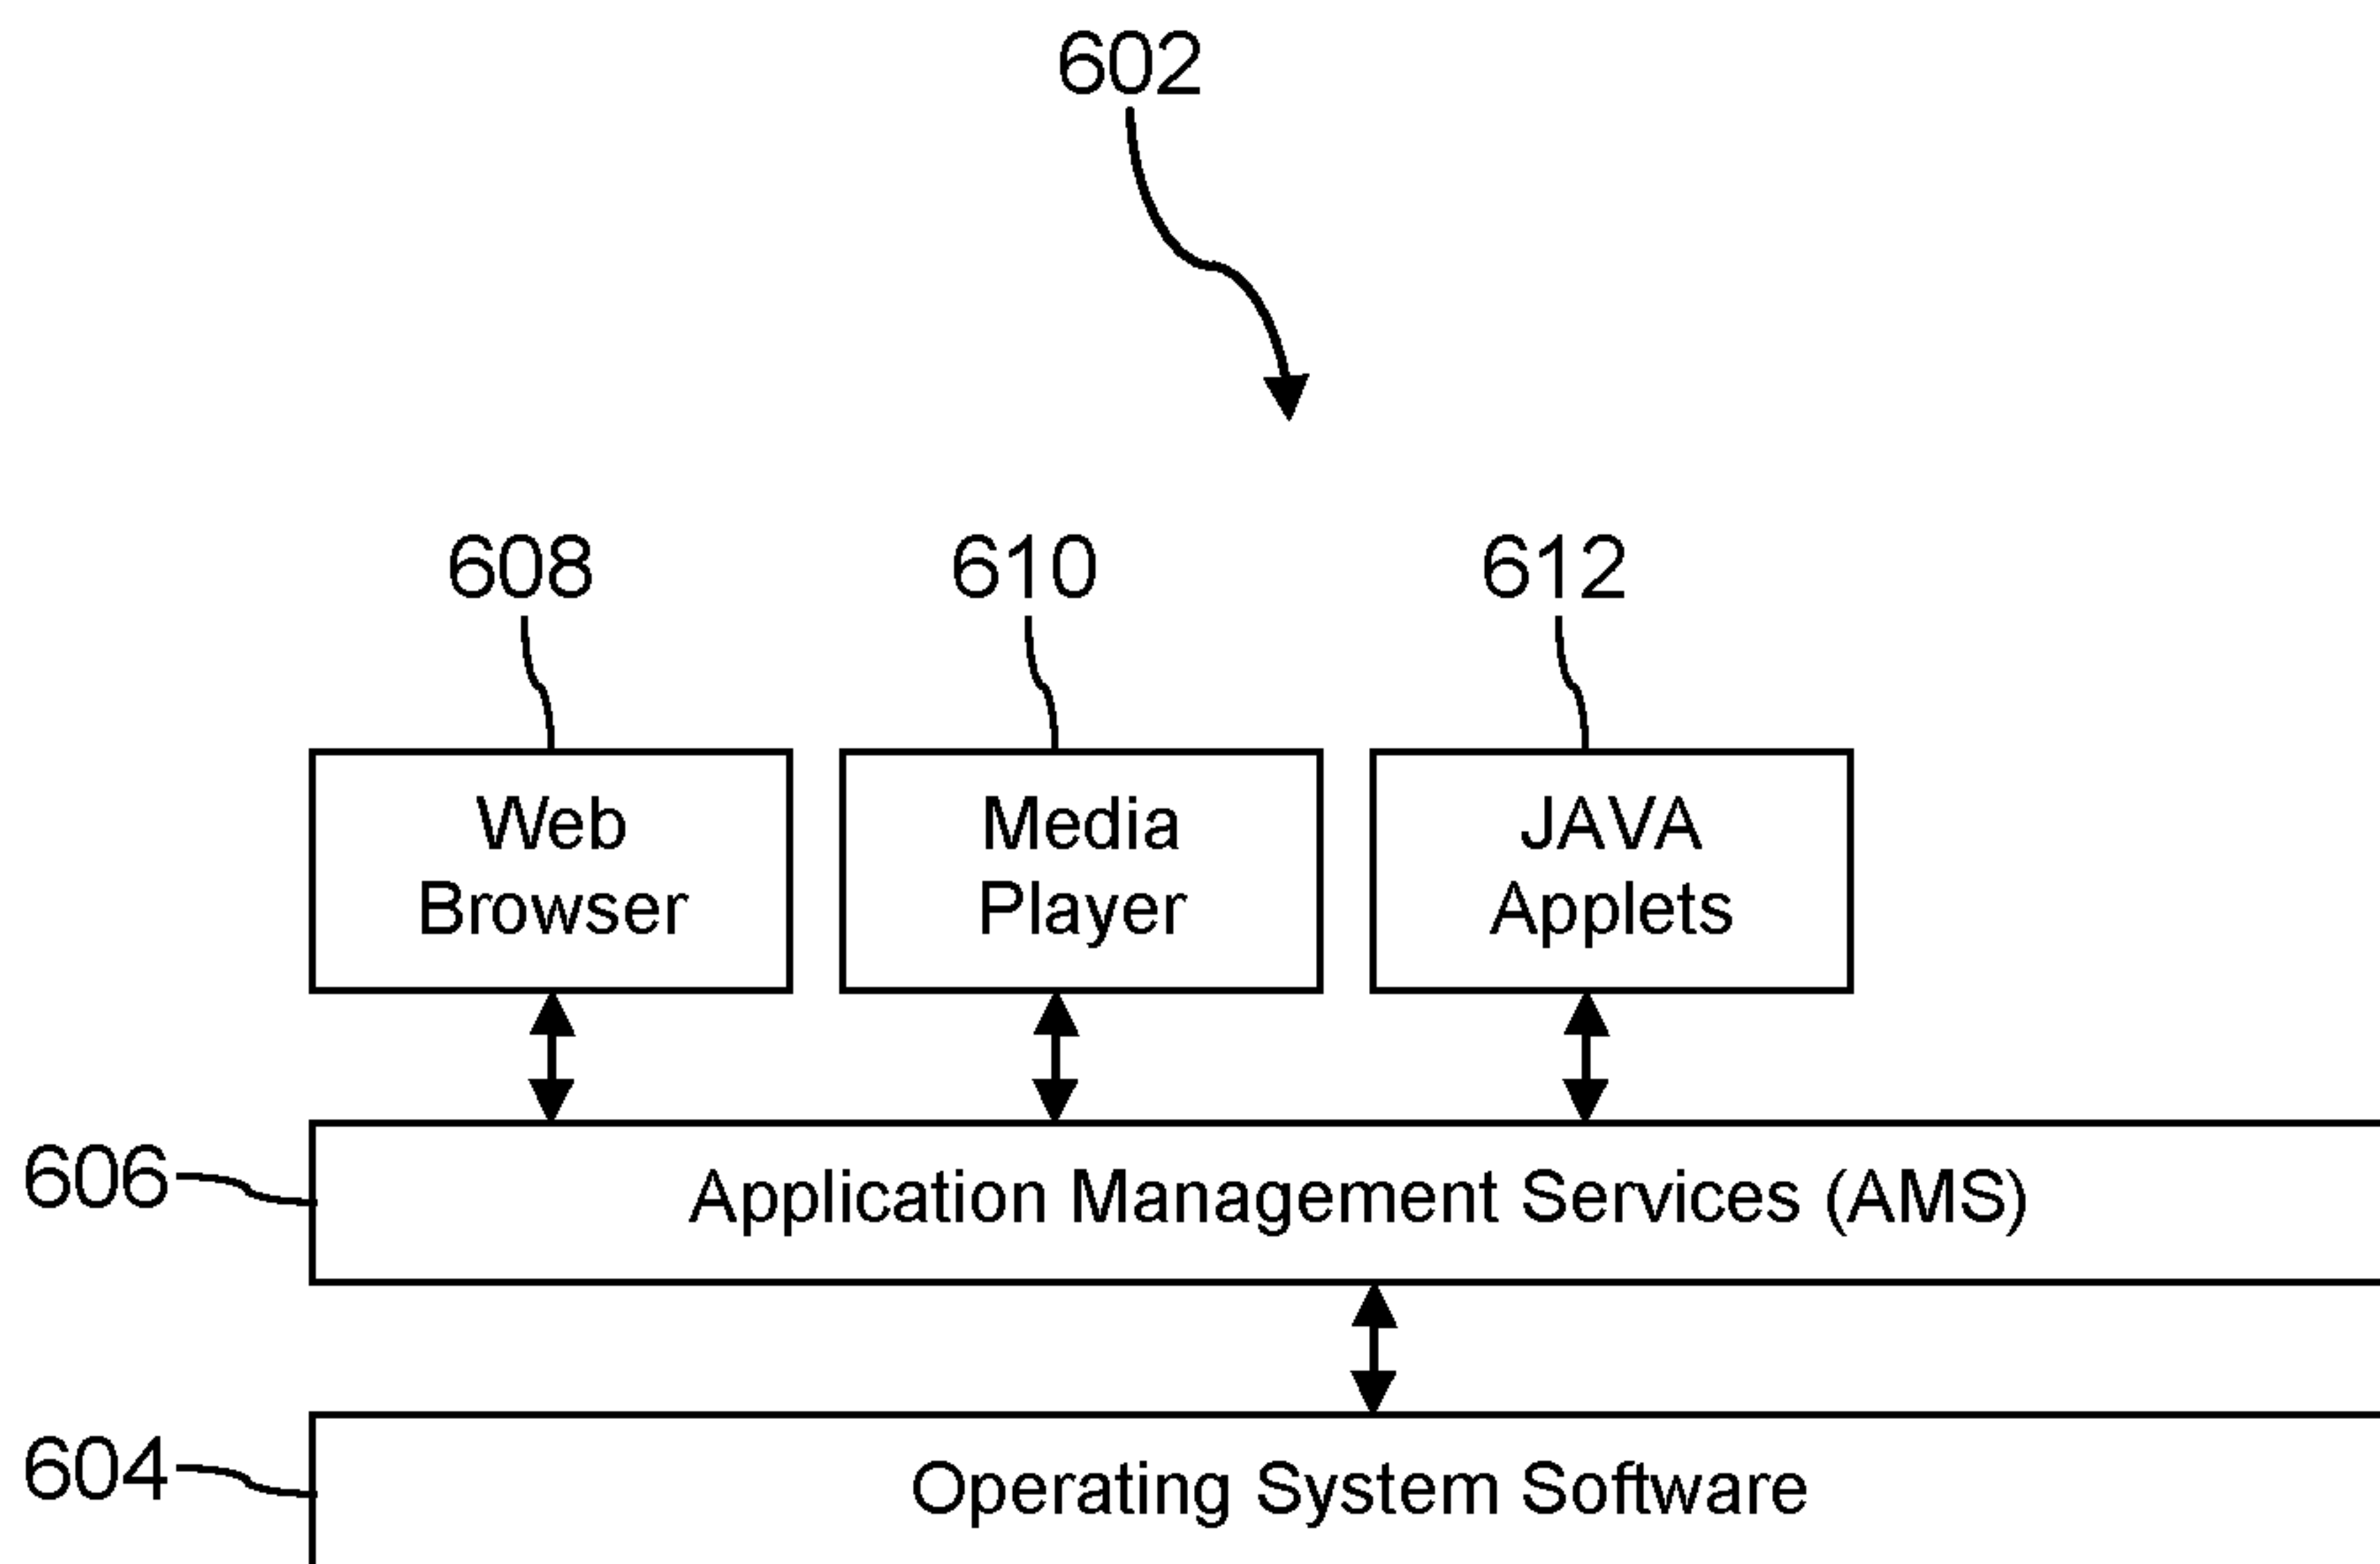 602
608
610
612
Web
Browser
Media
Player
JAVA
Applets
606
Application Management Services (AMS)
604
Operating System Software